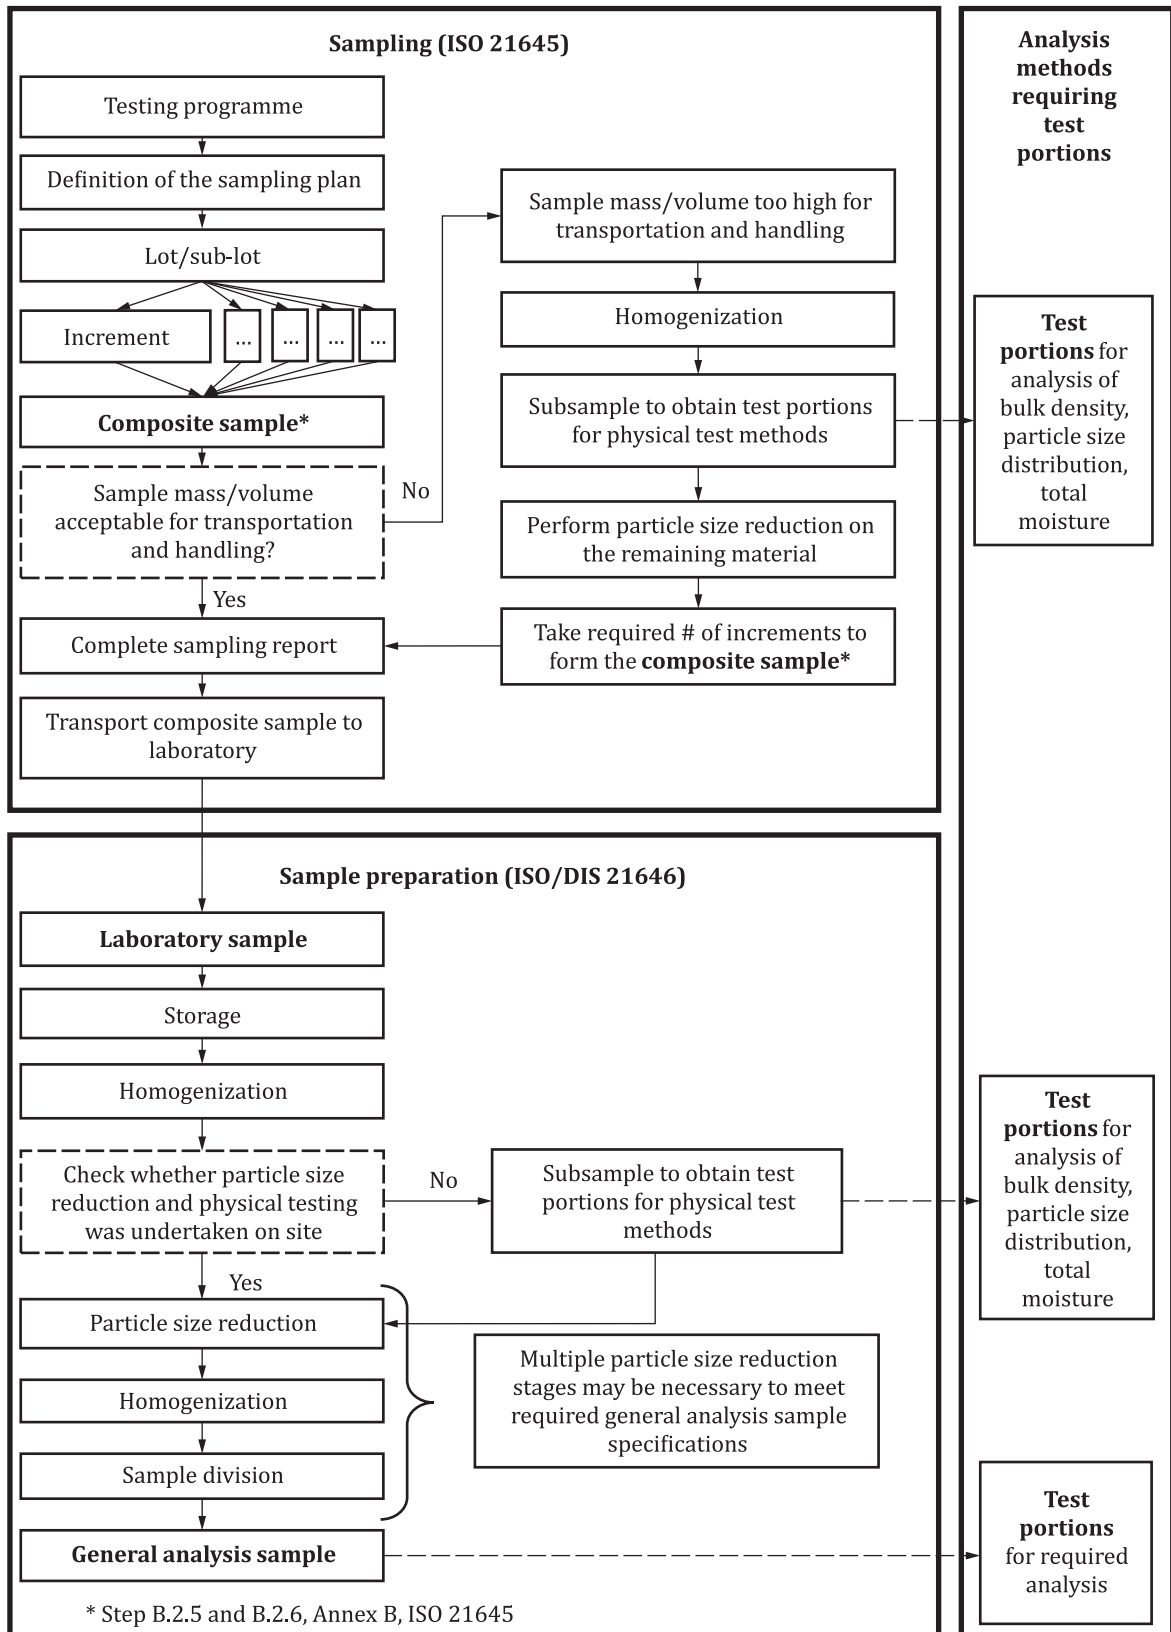 Sampling (ISO 21645)
Testing programme
Definition of the sampling plan
Lot/sub-lot
Increment
...
...
...
...
Composite sample*
Sample mass/volume
acceptable for transportation
and handling?
No
Yes
Complete sampling report
Transport composite sample to
laboratory
Sample mass/volume too high for
transportation and handling
Homogenization
Subsample to obtain test portions
for physical test methods
Perform particle size reduction on
the remaining material
Take required # of increments to
form the composite sample*
Analysis
methods
requiring
test
portions
Test
portions for
analysis of
bulk density,
particle size
distribution,
total
moisture
Sample preparation (ISO/DIS 21646)
Laboratory sample
Storage
Homogenization
Check whether particle size
reduction and physical testing
was undertaken on site
No
Yes
Subsample to obtain test
portions for physical test
methods
Test
portions for
analysis of
bulk density,
particle size
distribution,
total
moisture
Particle size reduction
Homogenization
Sample division
Multiple particle size reduction
stages may be necessary to meet
required general analysis sample
specifications
General analysis sample
Test
portions
for required
analysis
* Step B.2.5 and B.2.6, Annex B, ISO 21645